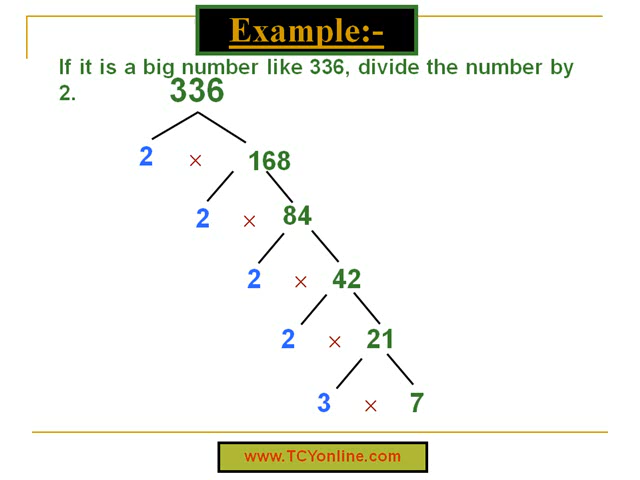 Example:-
If it is a big number like 336, divide the number by
2.
336
2 × 168
2 × 84
2 × 42
2 × 21
3 × 7
www.TCYonline.com